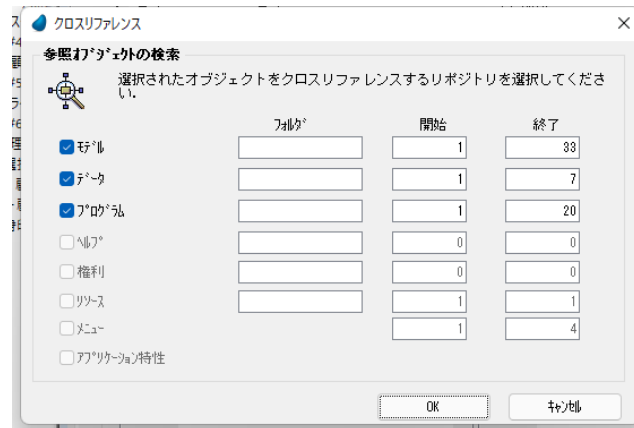 クロスリファレンス
参照ｵﾌﾞｼﾞｪｸﾄの検索
選択されたオブジェクトをクロスリファレンスするリポジトリを選択してくださ
い.
ﾌｫﾙﾀﾞ 開始 終了
ﾓﾃﾞﾙ 1 33
ﾃﾞｰﾀ 1 7
ﾌﾟﾛｸﾞﾗﾑ 1 20
ﾍﾙﾌﾟ 0 0
権利 0 0
ﾘｿｰｽ 1 1
ﾒﾆｭｰ 1 4
ｱﾌﾟﾘｹｰｼｮﾝ特性
OK ｷｬﾝｾﾙ